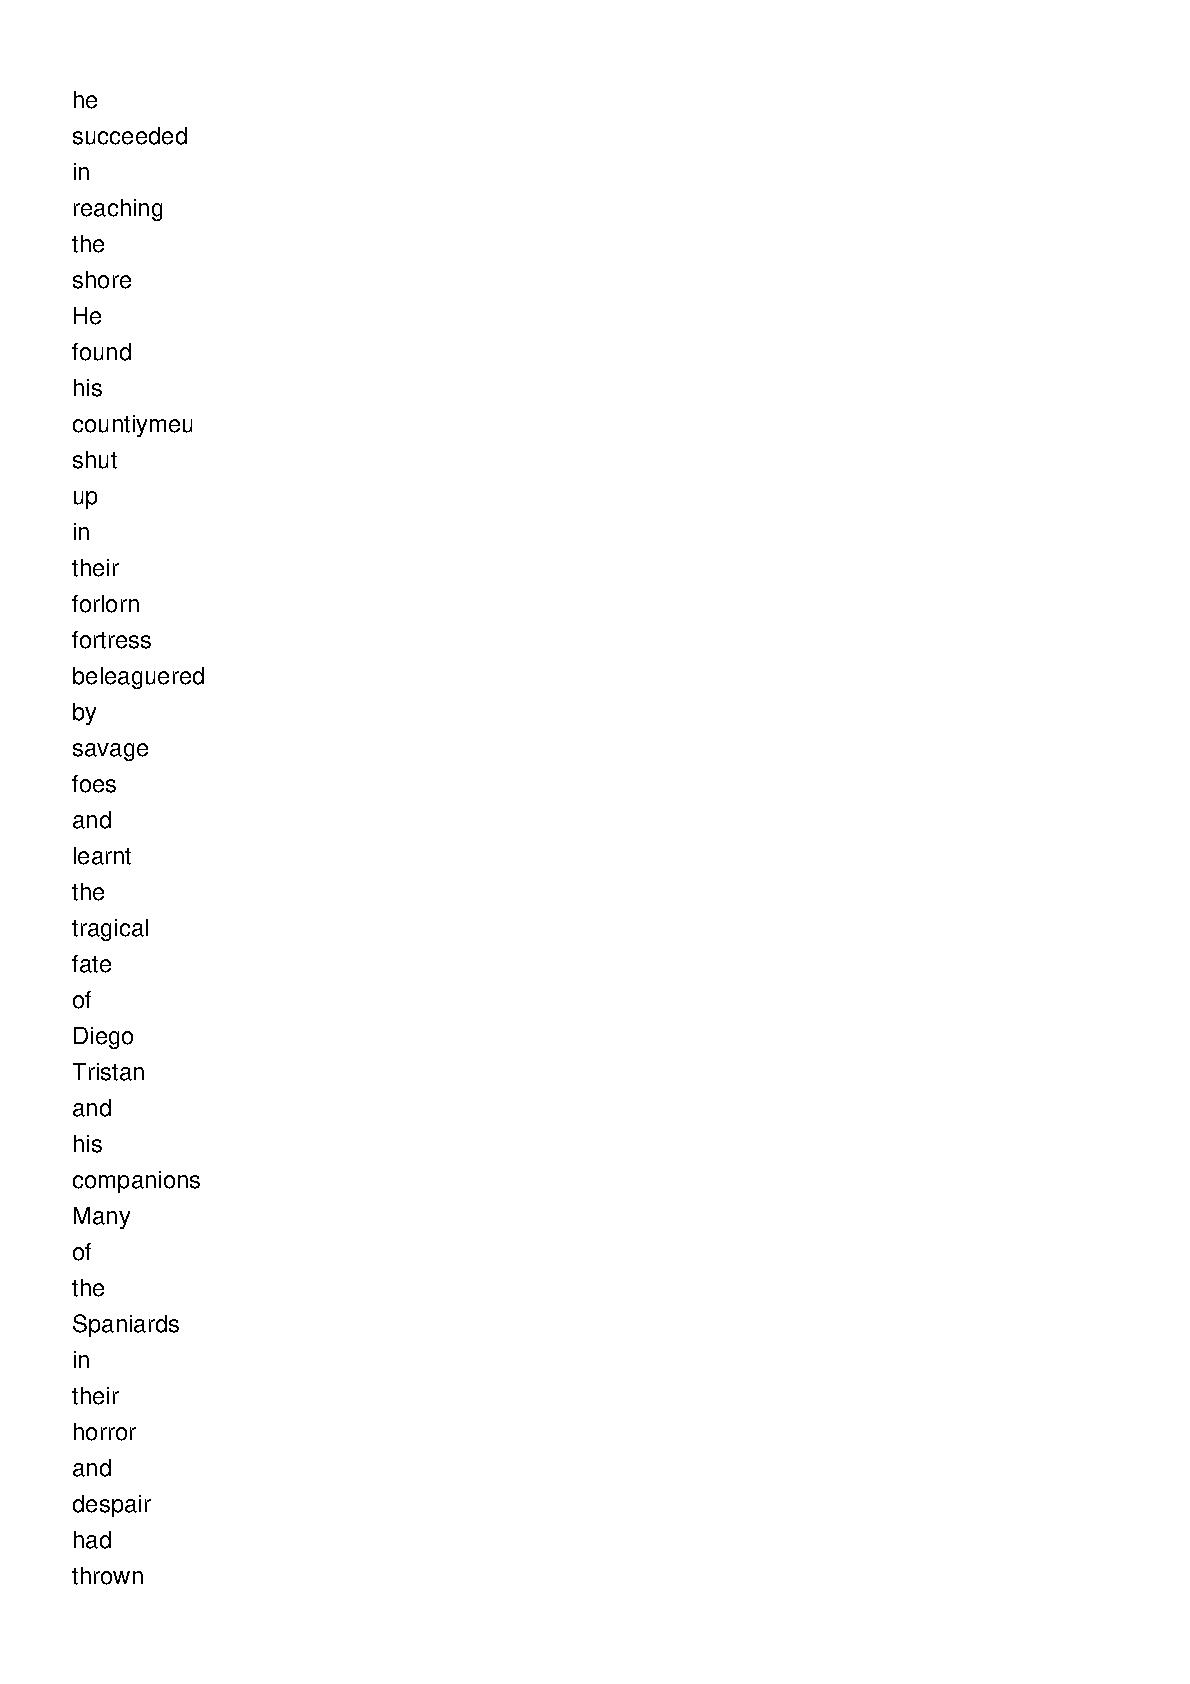 he
succeeded
in
reaching
the
shore
He
found
his
countiymeu
shut
up
in
their
forlorn
fortress
beleaguered
by
savage
foes
and
learnt
the
tragical
fate
of
Diego
Tristan
and
his
companions
Many
of
the
Spaniards
in
their
horror
and
despair
had
thrown